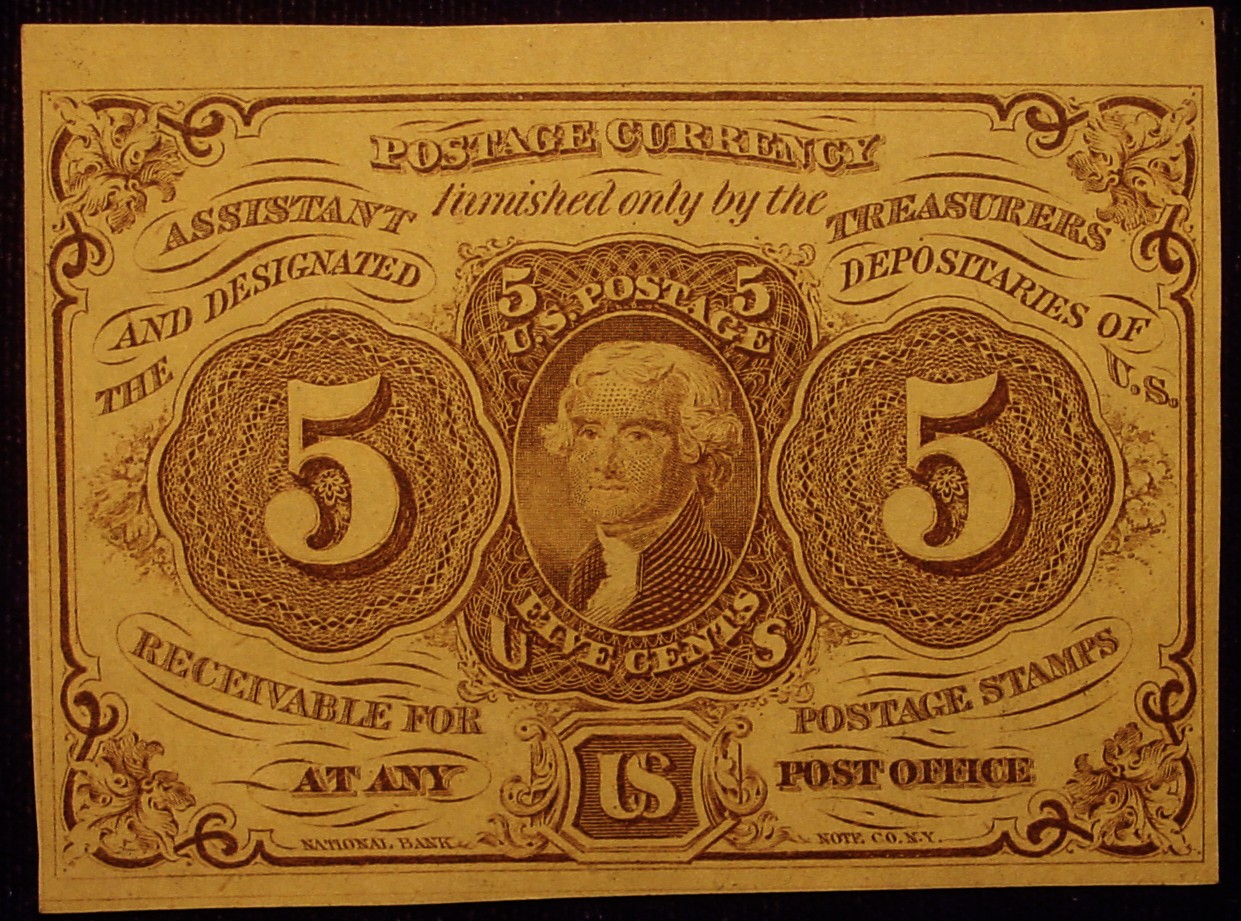 POSTAGE CURRENCY
furnished only by the
ASSISTANT TREASURERS
AND DESIGNATED DEPOSITARIES OF
THE U.S.
5 5
U.S. POSTAGE
5 5
FIVE CENTS
U S
RECEIVABLE FOR POSTAGE STAMPS
AT ANY US POST OFFICE
NATIONAL BANK NOTE CO. N.Y.